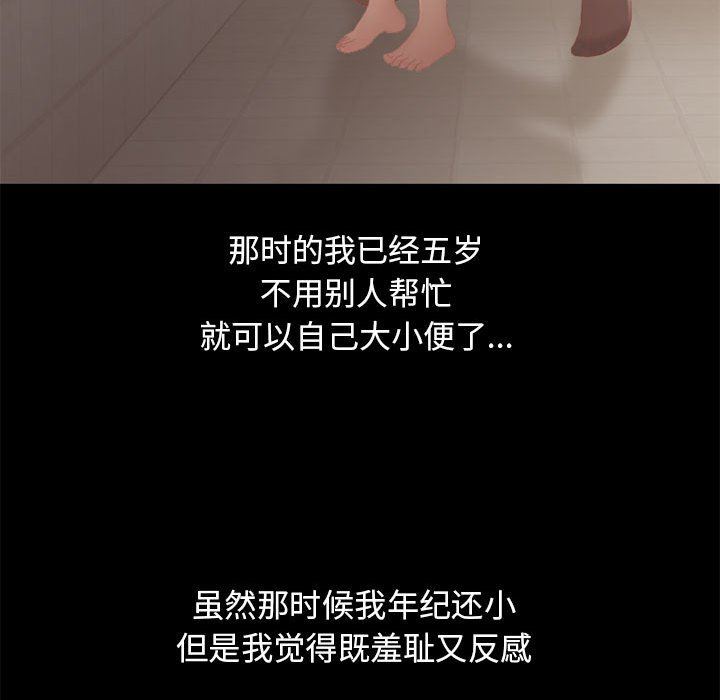 那时的我已经五岁
不用别人帮忙
就可以自己大小便了...
虽然那时候我年纪还小
但是我觉得既羞耻又反感